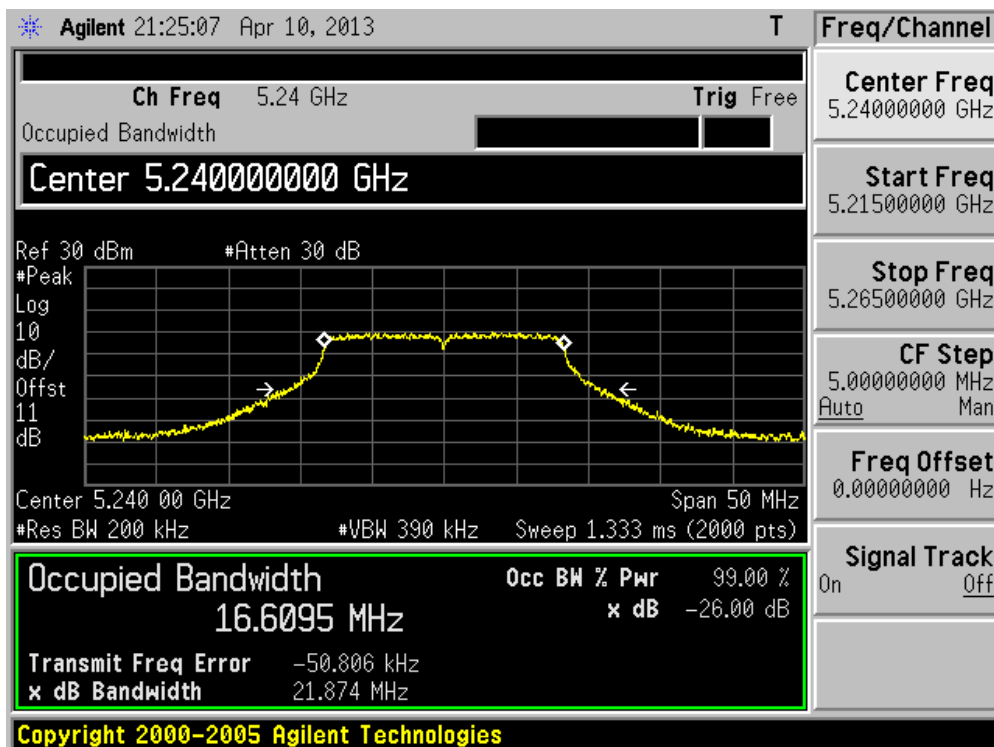 Agilent 21:25:07 Apr 10, 2013 T
Freq/Channel
Ch Freq 5.24 GHz Trig Free
Occupied Bandwidth
Center 5.240000000 GHz
Ref 30 dBm #Atten 30 dB
#Peak
Log
10
dB/
Offst
11
dB
Center 5.240 00 GHz Span 50 MHz
#Res BW 200 kHz #VBW 390 kHz Sweep 1.333 ms (2000 pts)
Occupied Bandwidth
16.6095 MHz
Occ BW % Pwr 99.00 %
x dB -26.00 dB
Transmit Freq Error -50.806 kHz
x dB Bandwidth 21.874 MHz
Center Freq
5.24000000 GHz
Start Freq
5.21500000 GHz
Stop Freq
5.26500000 GHz
CF Step
5.00000000 MHz
Auto Man
Freq Offset
0.00000000 Hz
Signal Track
On Off
Copyright 2000-2005 Agilent Technologies